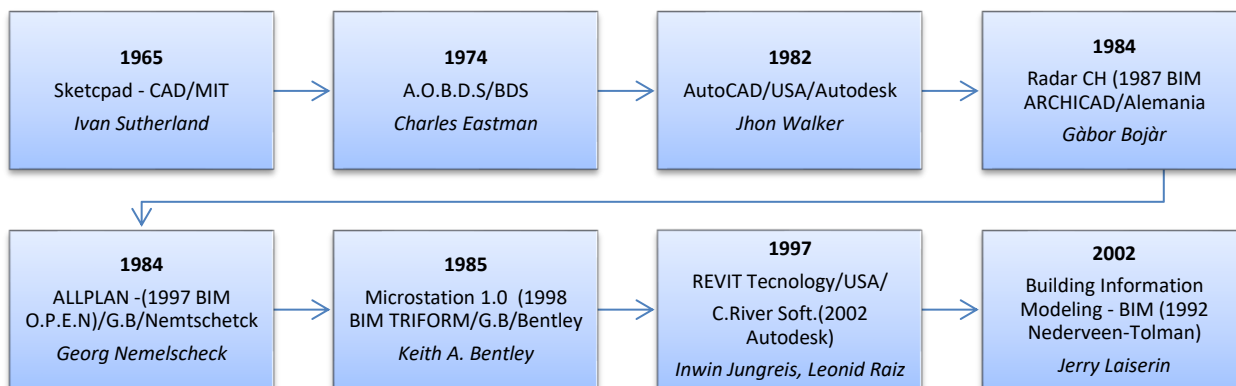 1965
Sketcpad - CAD/MIT
Ivan Sutherland
1974
A.O.B.D.S/BDS
Charles Eastman
1982
AutoCAD/USA/Autodesk
Jhon Walker
1984
Radar CH (1987 BIM
ARCHICAD/Alemania
Gàbor Bojàr
1984
ALLPLAN -(1997 BIM
O.P.E.N)/G.B/Nemtschetck
Georg Nemelscheck
1985
Microstation 1.0 (1998
BIM TRIFORM/G.B/Bentley
Keith A. Bentley
1997
REVIT Tecnology/USA/
C.River Soft.(2002
Autodesk)
Inwin Jungreis, Leonid Raiz
2002
Building Information
Modeling - BIM (1992
Nederveen-Tolman)
Jerry Laiserin